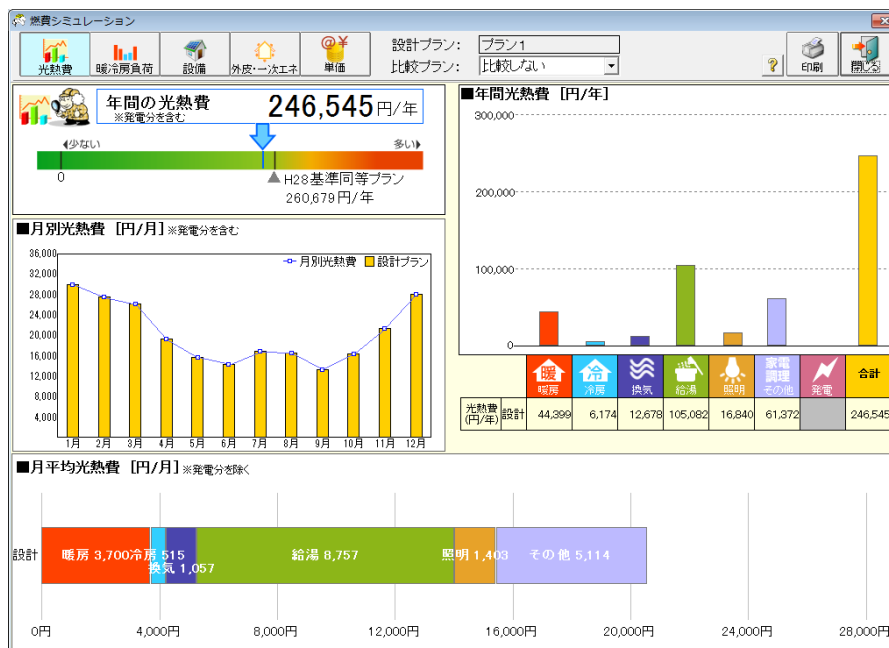 燃費シミュレーション
光熱費 暖冷房負荷 設備 外皮・一次エネ @¥ 単価
設計プラン: プラン1
比較プラン: 比較しない
? 印刷 閉じる
年間の光熱費 246,545円/年
※発電分を含む
少ない 多い
0
H28基準同等プラン
260,679円/年
■年間光熱費 [円/年]
300,000
200,000
100,000
0
暖 冷 家電調理
暖房 冷房 換気 給湯 照明 その他 発電 合計
光熱費(円/年) 設計 44,399 6,174 12,678 105,082 16,840 61,372 246,545
■月別光熱費 [円/月] ※発電分を含む
月別光熱費 設計プラン
36,000
32,000
28,000
24,000
20,000
16,000
12,000
8,000
4,000
1月 2月 3月 4月 5月 6月 7月 8月 9月 10月 11月 12月
■月平均光熱費 [円/月] ※発電分を除く
設計 暖房 3,700 冷房 515 換気 1,057 給湯 8,757 照明 1,403 その他 5,114
0円 4,000円 8,000円 12,000円 16,000円 20,000円 24,000円 28,000円